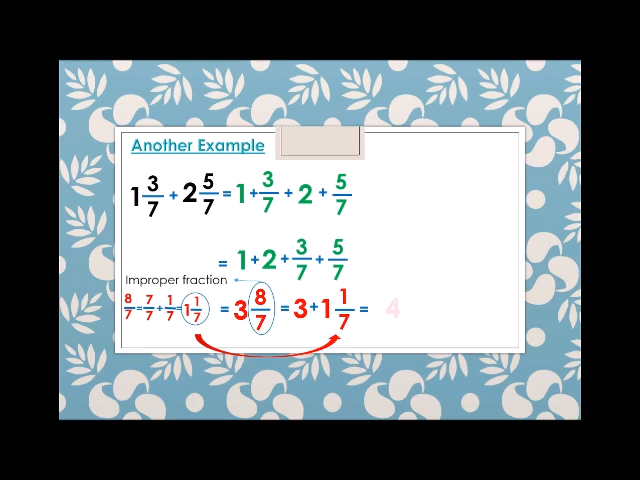 Another Example
1 3/7 + 2 5/7 = 1 + 3/7 + 2 + 5/7
= 1 + 2 + 3/7 + 5/7
Improper fraction
8/7 = 7/7 + 1/7 = 1 1/7 = 3 8/7 = 3 + 1 1/7 = 4